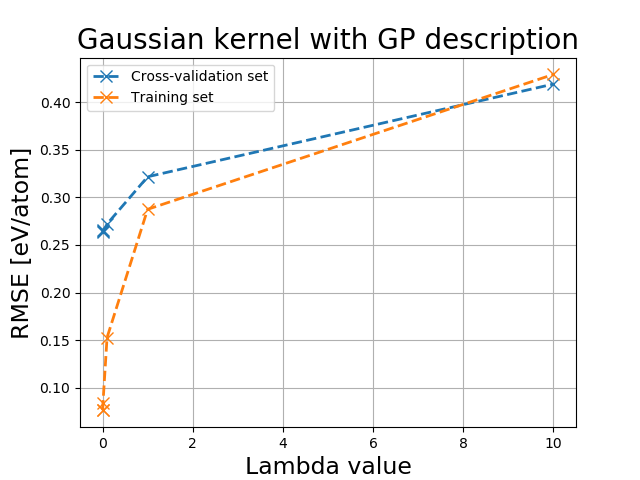 Gaussian kernel with GP description
Cross-validation set
Training set
RMSE [eV/atom]
0.40
0.35
0.30
0.25
0.20
0.15
0.10
0 2 4 6 8 10
Lambda value